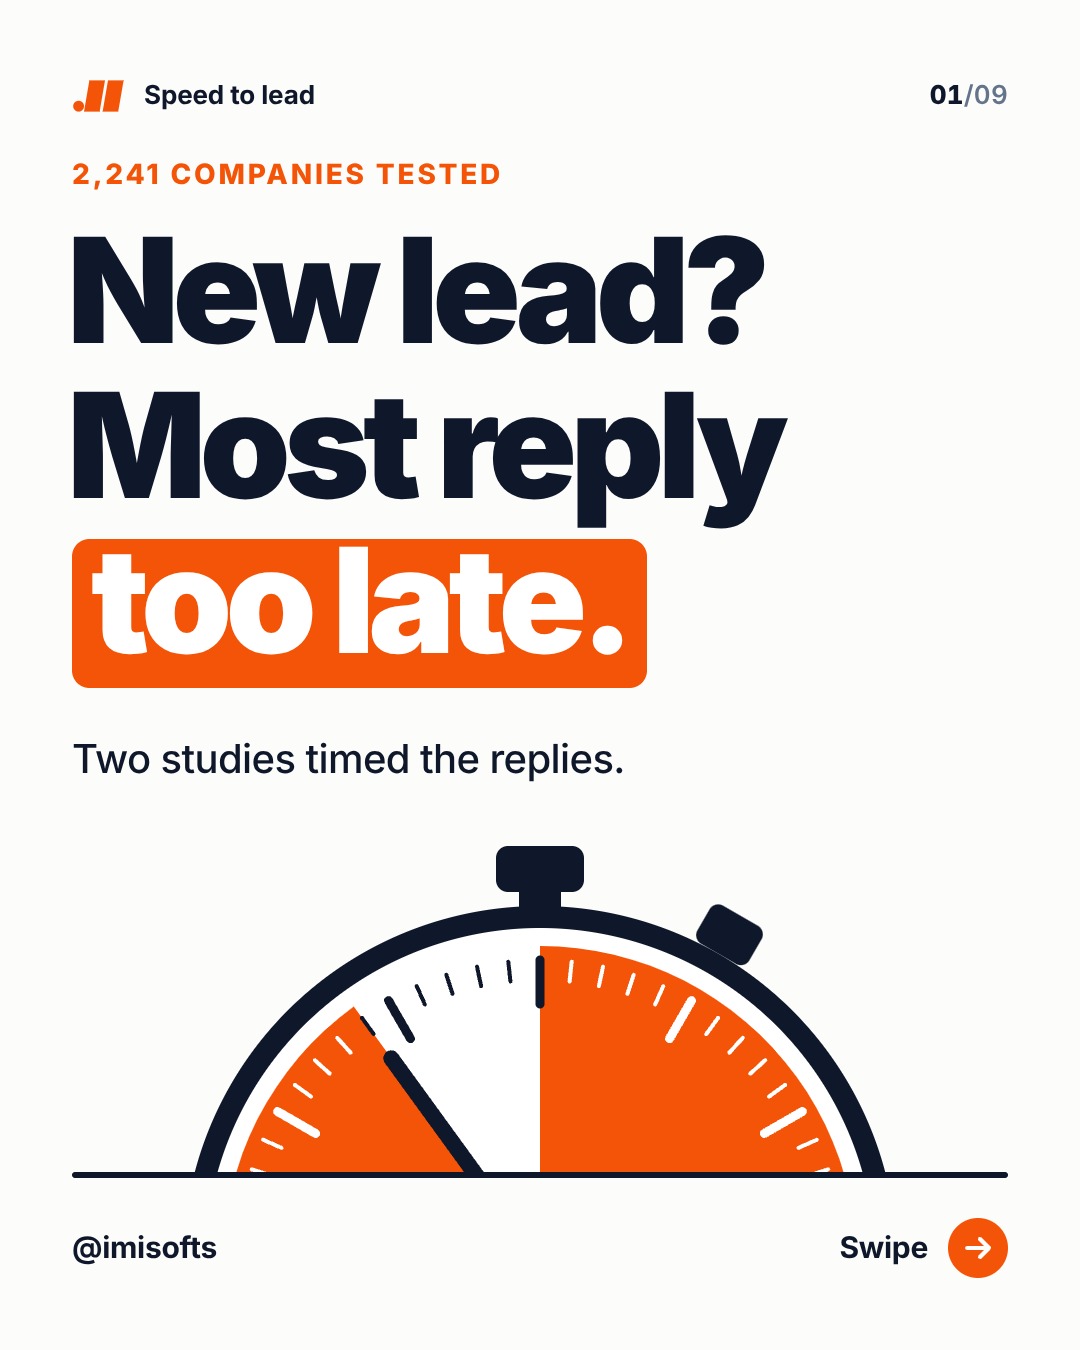 Speed to lead
01/09
2,241 COMPANIES TESTED
New lead?
Most reply
too late.
Two studies timed the replies.
@imisofts
Swipe